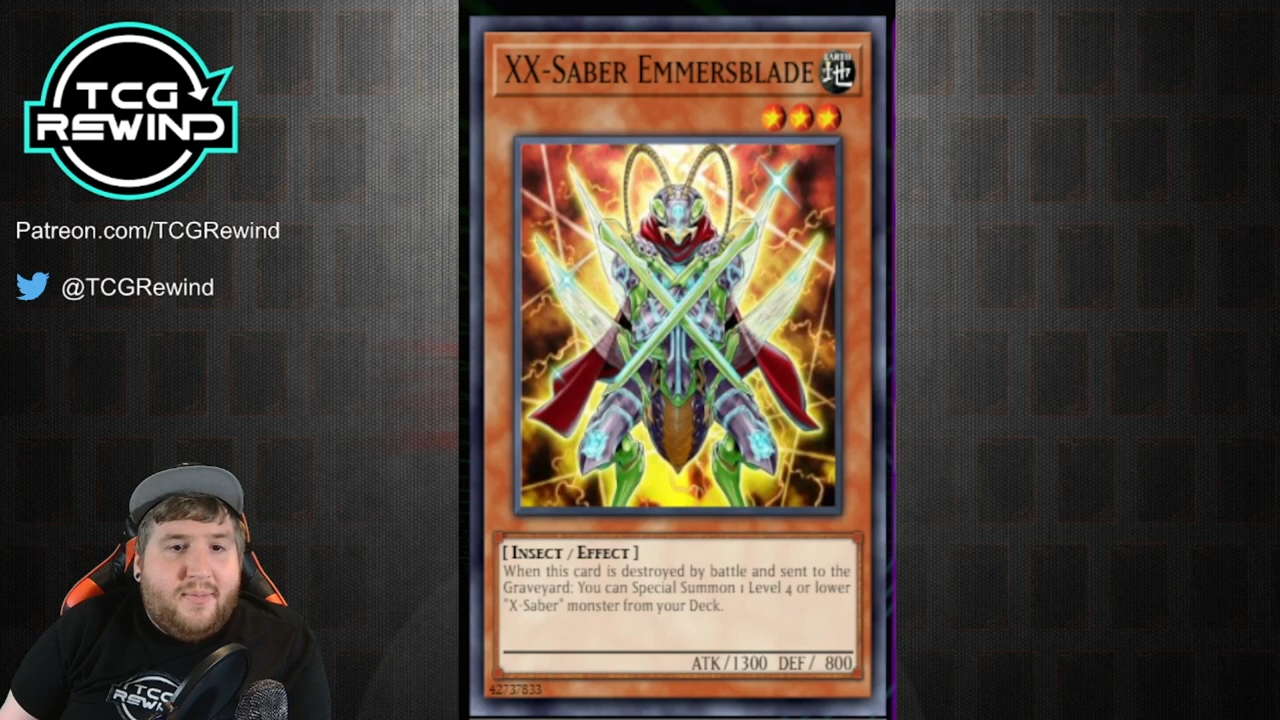 TCG
REWIND
Patreon.com/TCGRewind
@TCGRewind
XX-SABER EMMERSBLADE
EARTH
地
[ INSECT / EFFECT ]
When this card is destroyed by battle and sent to the
Graveyard: You can Special Summon 1 Level 4 or lower
"X-Saber" monster from your Deck.
ATK/1300 DEF/ 800
42737833
TCG
REWIND